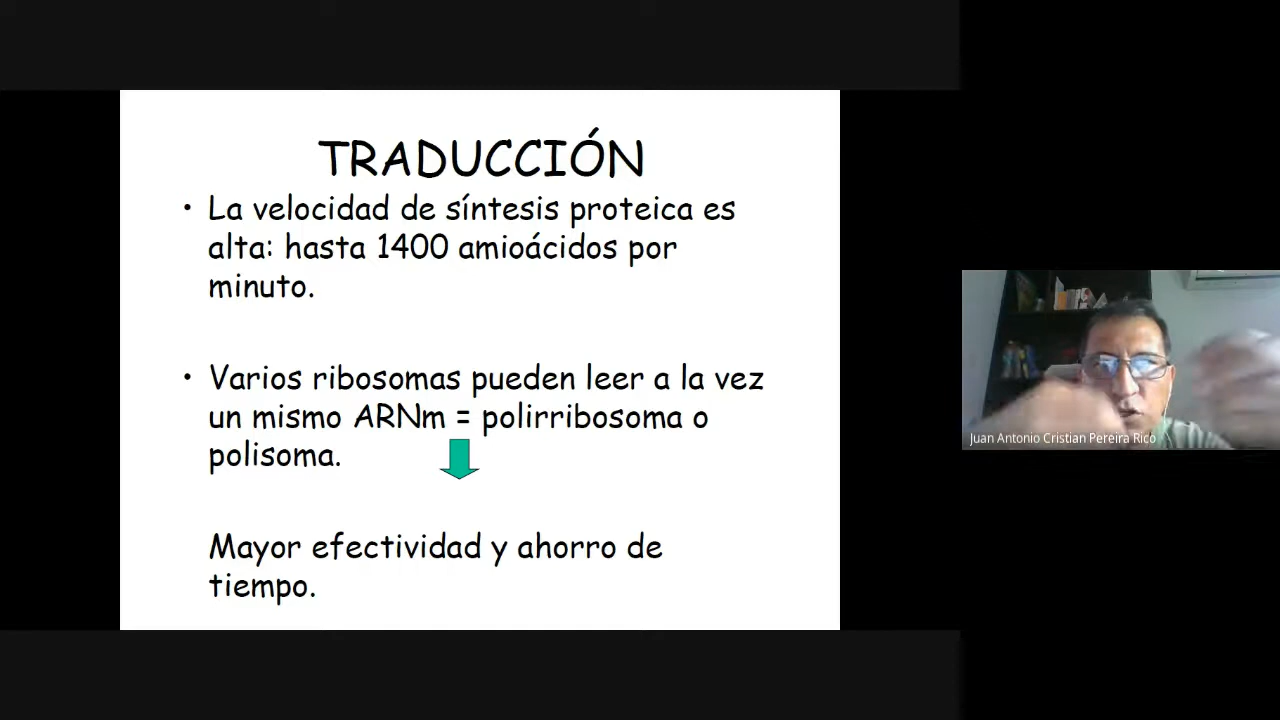 TRADUCCIÓN
• La velocidad de síntesis proteica es
alta: hasta 1400 amioácidos por
minuto.
• Varios ribosomas pueden leer a la vez
un mismo ARNm = polirribosoma o
polisoma.
Mayor efectividad y ahorro de
tiempo.
Juan Antonio Cristian Pereira Rico